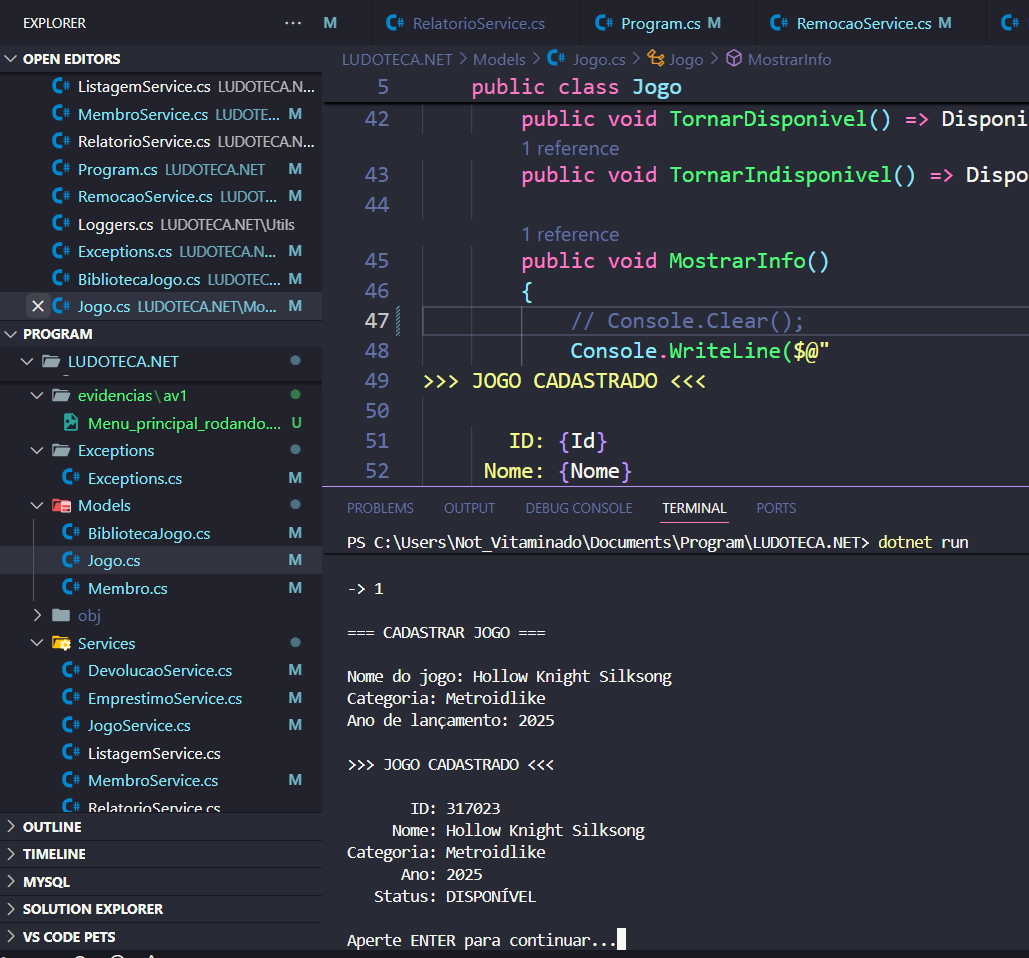 EXPLORER
OPEN EDITORS
ListagemService.cs LUDOTECA.N...
MembroService.cs LUDOTE... M
RelatorioService.cs LUDOTECA.N...
Program.cs LUDOTECA.NET M
RemocaoService.cs LUDOT... M
Loggers.cs LUDOTECA.NET\Utils
Exceptions.cs LUDOTECA.N... M
BibliotecaJogo.cs LUDOTEC... M
Jogo.cs LUDOTECA.NET\Mo... M
PROGRAM
LUDOTECA.NET
evidencias\av1
Menu_principal_rodando.... U
Exceptions
Exceptions.cs M
Models
BibliotecaJogo.cs M
Jogo.cs M
Membro.cs M
obj
Services
DevolucaoService.cs M
EmprestimoService.cs M
JogoService.cs M
ListagemService.cs
MembroService.cs M
RelatorioService.cs
OUTLINE
TIMELINE
MYSQL
SOLUTION EXPLORER
VS CODE PETS
M RelatorioService.cs Program.cs M RemocaoService.cs M
LUDOTECA.NET > Models > Jogo.cs > Jogo > MostrarInfo
5 public class Jogo
42 public void TornarDisponivel() => Disponi
1 reference
43 public void TornarIndisponivel() => Dispo
44
1 reference
45 public void MostrarInfo()
46 {
47 // Console.Clear();
48 Console.WriteLine($@"
49 >>> JOGO CADASTRADO <<<
50
51 ID: {Id}
52 Nome: {Nome}
PROBLEMS OUTPUT DEBUG CONSOLE TERMINAL PORTS
PS C:\Users\Not_Vitaminado\Documents\Program\LUDOTECA.NET> dotnet run
-> 1
=== CADASTRAR JOGO ===
Nome do jogo: Hollow Knight Silksong
Categoria: Metroidlike
Ano de lançamento: 2025
>>> JOGO CADASTRADO <<<
ID: 317023
Nome: Hollow Knight Silksong
Categoria: Metroidlike
Ano: 2025
Status: DISPONÍVEL
Aperte ENTER para continuar...